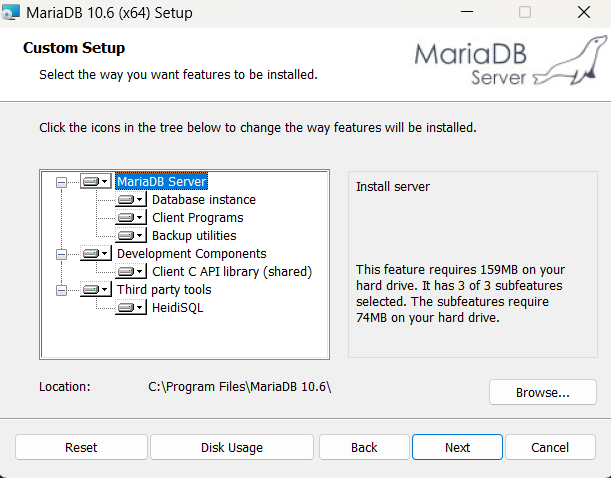 MariaDB 10.6 (x64) Setup
Custom Setup
Select the way you want features to be installed.
MariaDB
Server
Click the icons in the tree below to change the way features will be installed.
MariaDB Server
Database instance
Client Programs
Backup utilities
Development Components
Client C API library (shared)
Third party tools
HeidiSQL
Install server
This feature requires 159MB on your
hard drive. It has 3 of 3 subfeatures
selected. The subfeatures require
74MB on your hard drive.
Location: C:\Program Files\MariaDB 10.6\
Browse...
Reset Disk Usage Back Next Cancel